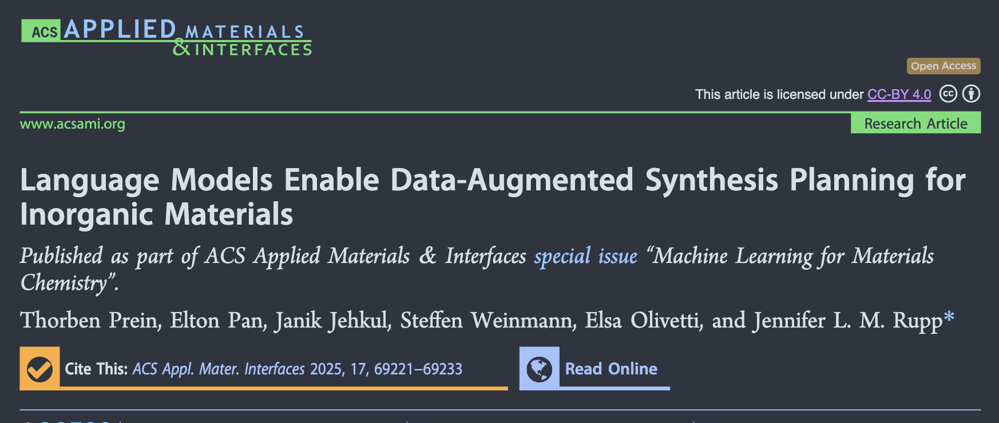 ACS APPLIED MATERIALS
& INTERFACES
Open Access
This article is licensed under CC-BY 4.0
www.acsami.org
Research Article
Language Models Enable Data-Augmented Synthesis Planning for
Inorganic Materials
Published as part of ACS Applied Materials & Interfaces special issue “Machine Learning for Materials
Chemistry”.
Thorben Prein, Elton Pan, Janik Jehkul, Steffen Weinmann, Elsa Olivetti, and Jennifer L. M. Rupp*
Cite This: ACS Appl. Mater. Interfaces 2025, 17, 69221–69233
Read Online